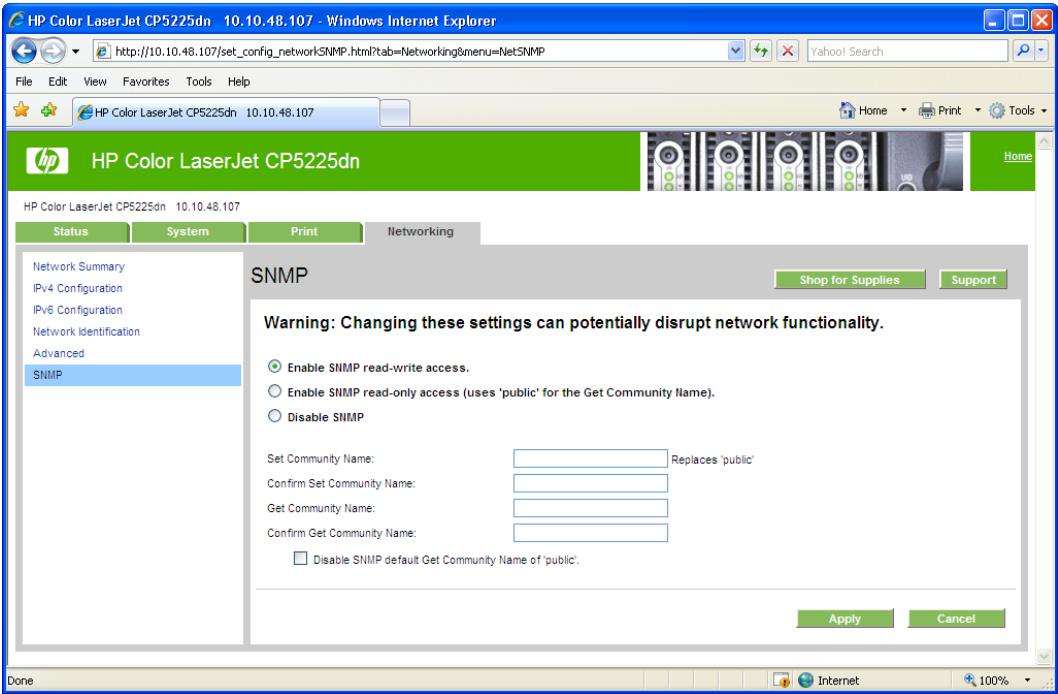 HP Color LaserJet CP5225dn 10.10.48.107 - Windows Internet Explorer
http://10.10.48.107/set_config_networkSNMP.html?tab=Networking&menu=NetSNMP
Yahoo! Search
File Edit View Favorites Tools Help
HP Color LaserJet CP5225dn 10.10.48.107
Home Print Tools
hp HP Color LaserJet CP5225dn
UID
Home
HP Color LaserJet CP5225dn 10.10.48.107
Status System Print Networking
Network Summary
IPv4 Configuration
IPv6 Configuration
Network Identification
Advanced
SNMP
SNMP
Shop for Supplies Support
Warning: Changing these settings can potentially disrupt network functionality.
Enable SNMP read-write access.
Enable SNMP read-only access (uses 'public' for the Get Community Name).
Disable SNMP
Set Community Name: Replaces 'public'
Confirm Set Community Name:
Get Community Name:
Confirm Get Community Name:
Disable SNMP default Get Community Name of 'public'.
Apply Cancel
Done Internet 100%